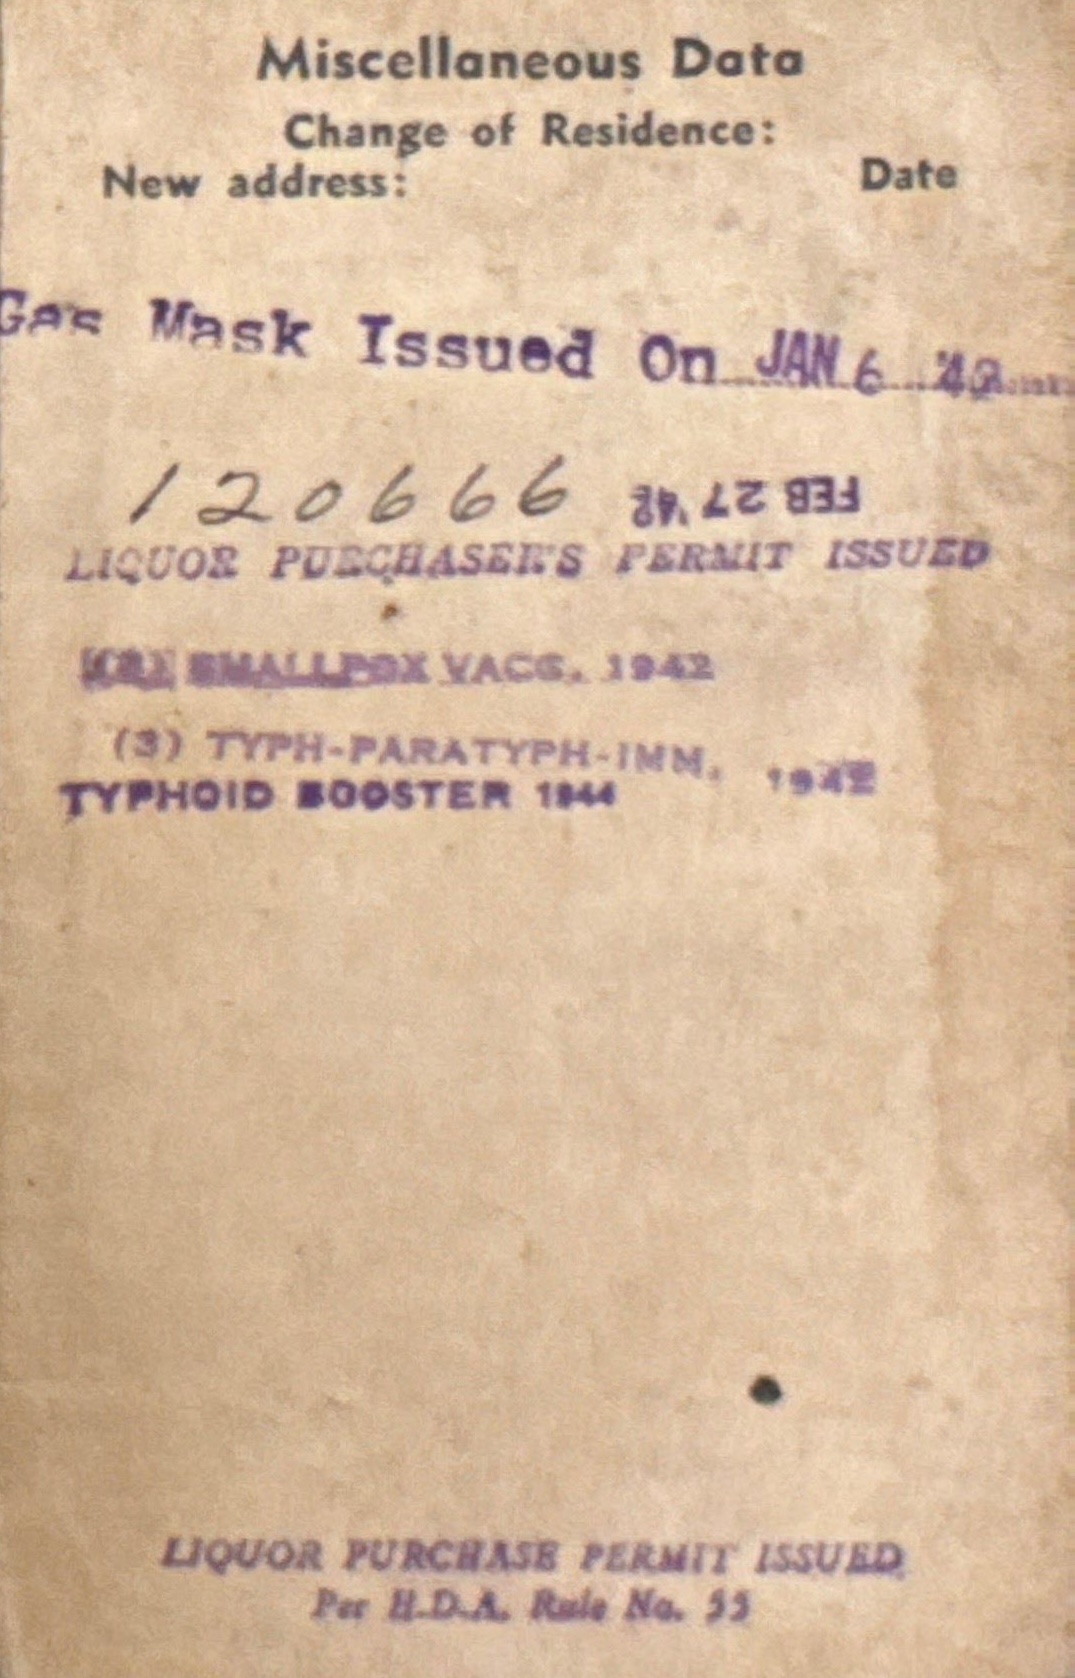 Miscellaneous Data
Change of Residence:
New address: Date
Gas Mask Issued On JAN 6 '42
120666 FEB 27 '42
LIQUOR PURCHASER'S PERMIT ISSUED
SMALLPOX VACC. 1942
(3) TYPH-PARATYPH-IMM. 1942
TYPHOID BOOSTER 1944
LIQUOR PURCHASE PERMIT ISSUED
Per H.D.A. Rule No. 55